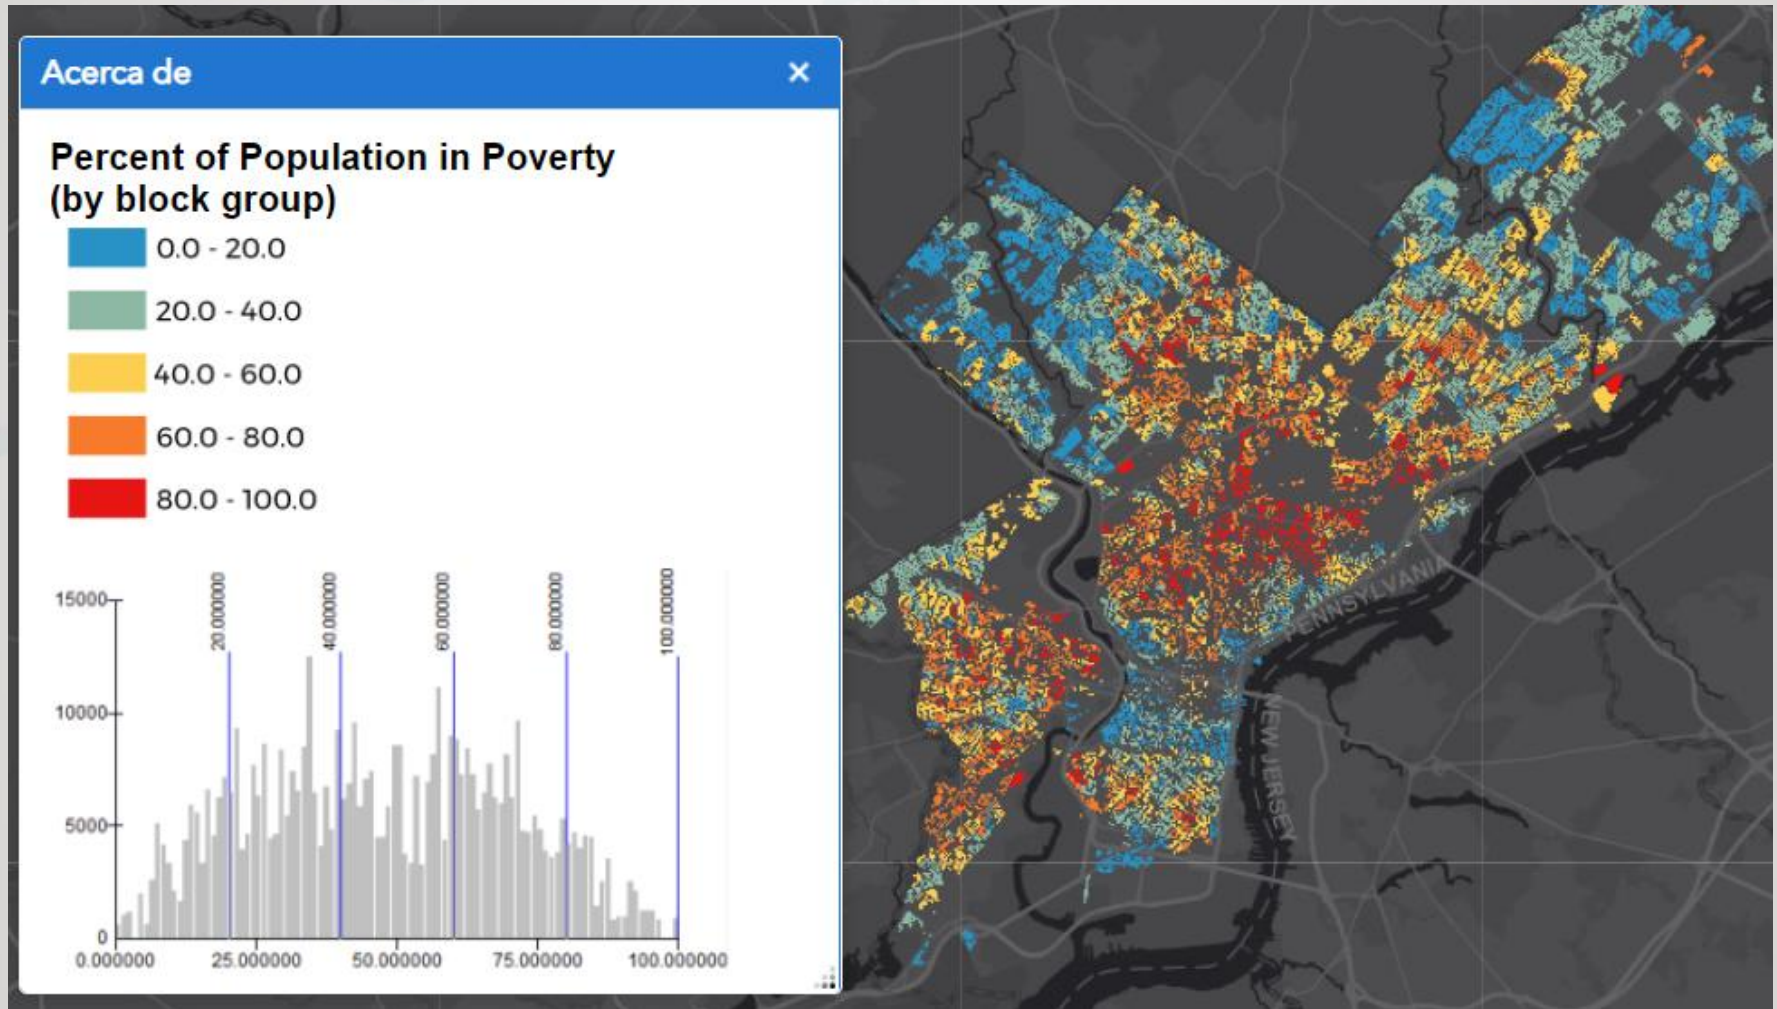 Acerca de
×
Percent of Population in Poverty
(by block group)
0.0 - 20.0
20.0 - 40.0
40.0 - 60.0
60.0 - 80.0
80.0 - 100.0
20.000000
40.000000
60.000000
80.000000
100.000000
15000
10000
5000
0
0.000000
25.000000
50.000000
75.000000
100.000000
PENNSYLVANIA
NEW JERSEY